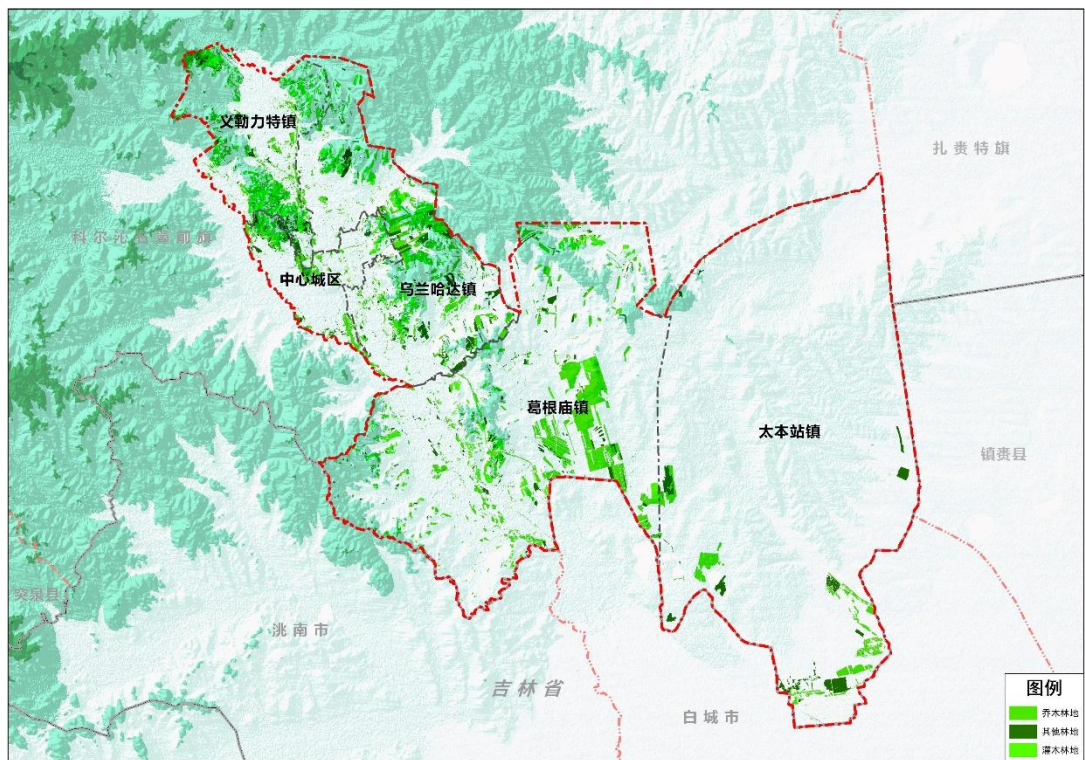 扎赉特旗
义勒力特镇
科尔沁右翼前旗
中心城区
乌兰哈达镇
葛根庙镇
太本站镇
镇赉县
突泉县
洮南市
吉林省
白城市
图例
乔木林地
其他林地
灌木林地